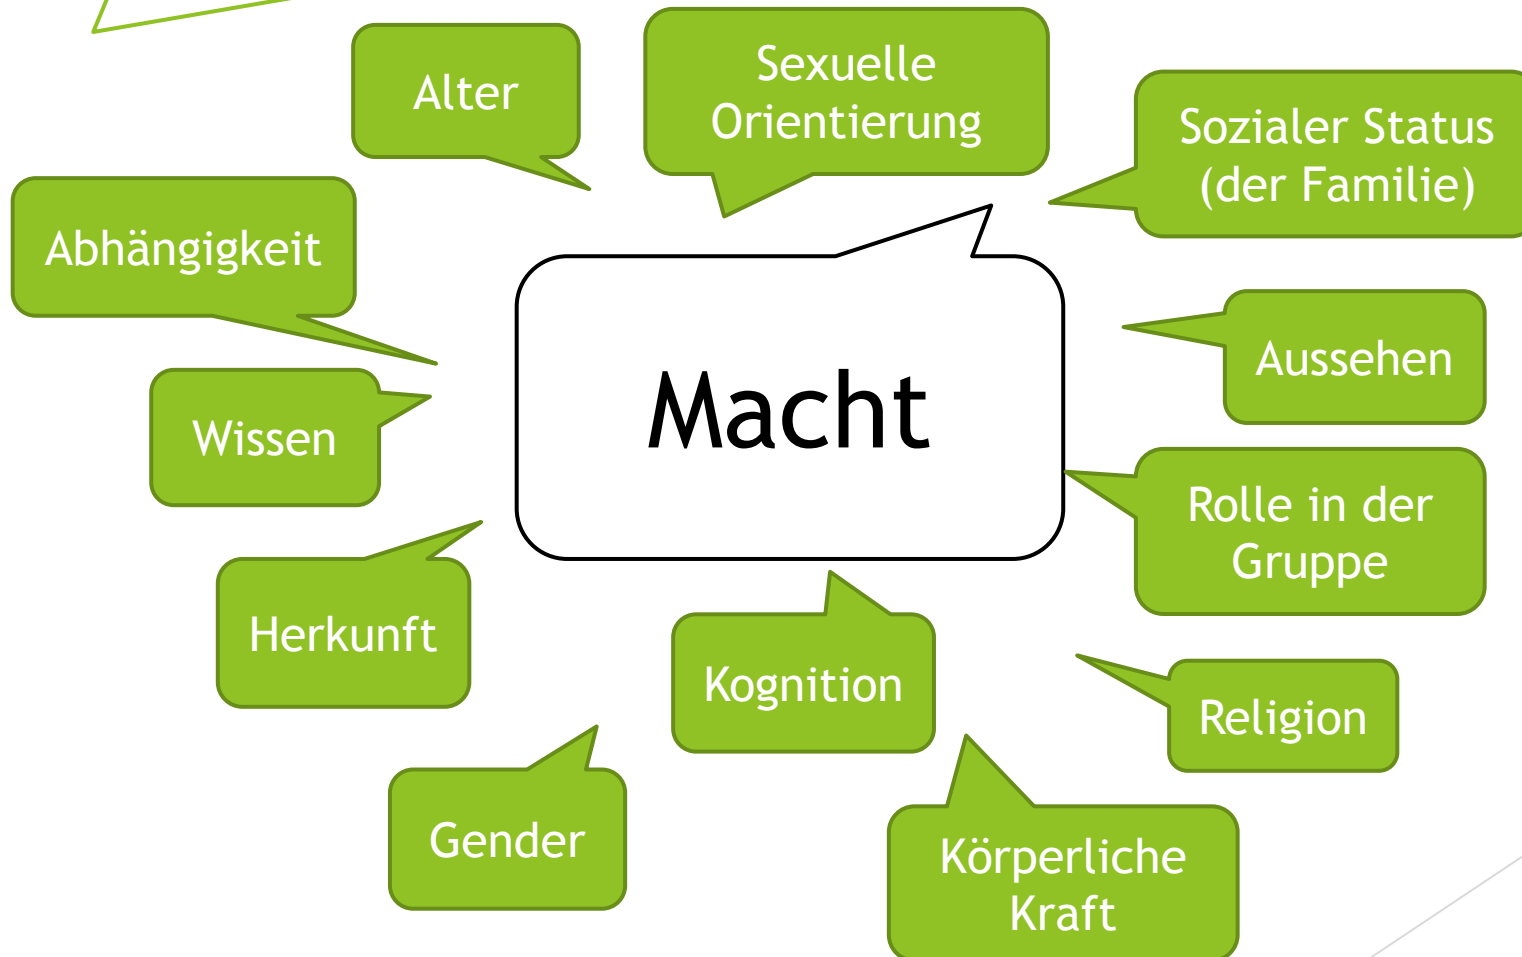 Alter
Sexuelle
Orientierung
Sozialer Status
(der Familie)
Abhängigkeit
Aussehen
Macht
Wissen
Rolle in der
Gruppe
Herkunft
Kognition
Religion
Gender
Körperliche
Kraft